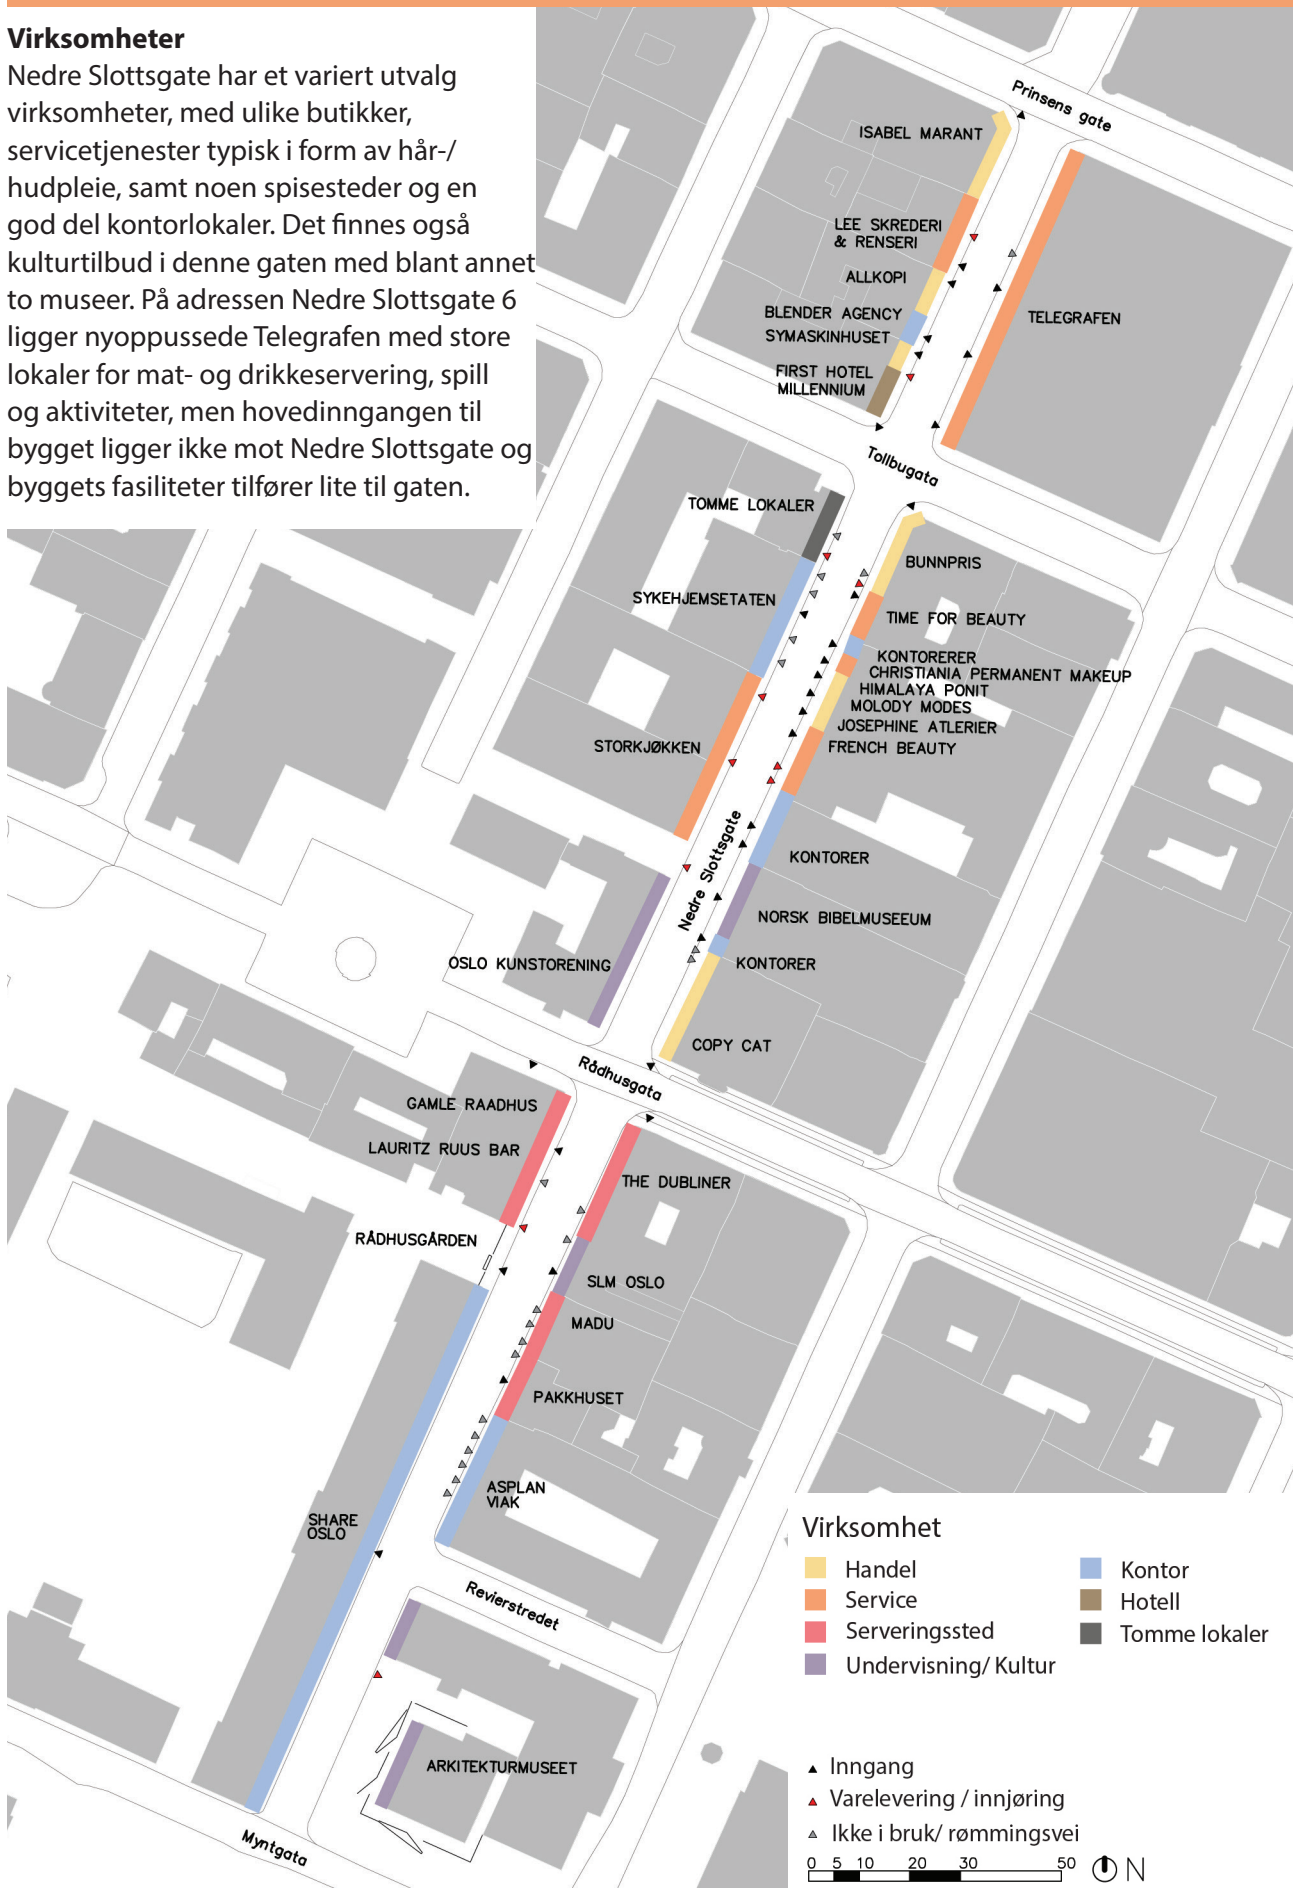 Virksomheter
Nedre Slottsgate har et variert utvalg
virksomheter, med ulike butikker,
servicetjenester typisk i form av hår-/
hudpleie, samt noen spisesteder og en
god del kontorlokaler. Det finnes også
kulturtilbud i denne gaten med blant annet
to museer. På adressen Nedre Slottsgate 6
ligger nyoppussede Telegrafen med store
lokaler for mat- og drikkeservering, spill
og aktiviteter, men hovedinngangen til
bygget ligger ikke mot Nedre Slottsgate og
byggets fasiliteter tilfører lite til gaten.
Prinsens gate
ISABEL MARANT
LEE SKREDERI
& RENSERI
ALLKOPI
BLENDER AGENCY
SYMASKINHUSET
FIRST HOTEL
MILLENNIUM
TELEGRAFEN
Tollbugata
TOMME LOKALER
BUNNPRIS
SYKEHJEMSETATEN
TIME FOR BEAUTY
KONTORERER
CHRISTIANIA PERMANENT MAKEUP
HIMALAYA PONIT
MOLODY MODES
JOSEPHINE ATLERIER
STORKJØKKEN
FRENCH BEAUTY
Nedre Slottsgate
KONTORER
NORSK BIBELMUSEEUM
OSLO KUNSTORENING
KONTORER
COPY CAT
Rådhusgata
GAMLE RAADHUS
LAURITZ RUUS BAR
THE DUBLINER
RÅDHUSGÅRDEN
SLM OSLO
MADU
PAKKHUSET
ASPLAN
VIAK
SHARE
OSLO
Revierstredet
ARKITEKTURMUSEET
Myntgata
Virksomhet
Handel
Service
Serveringssted
Undervisning/ Kultur
Kontor
Hotell
Tomme lokaler
Inngang
Varelevering / innjøring
Ikke i bruk/ rømmingsvei
0 5 10 20 30 50
N